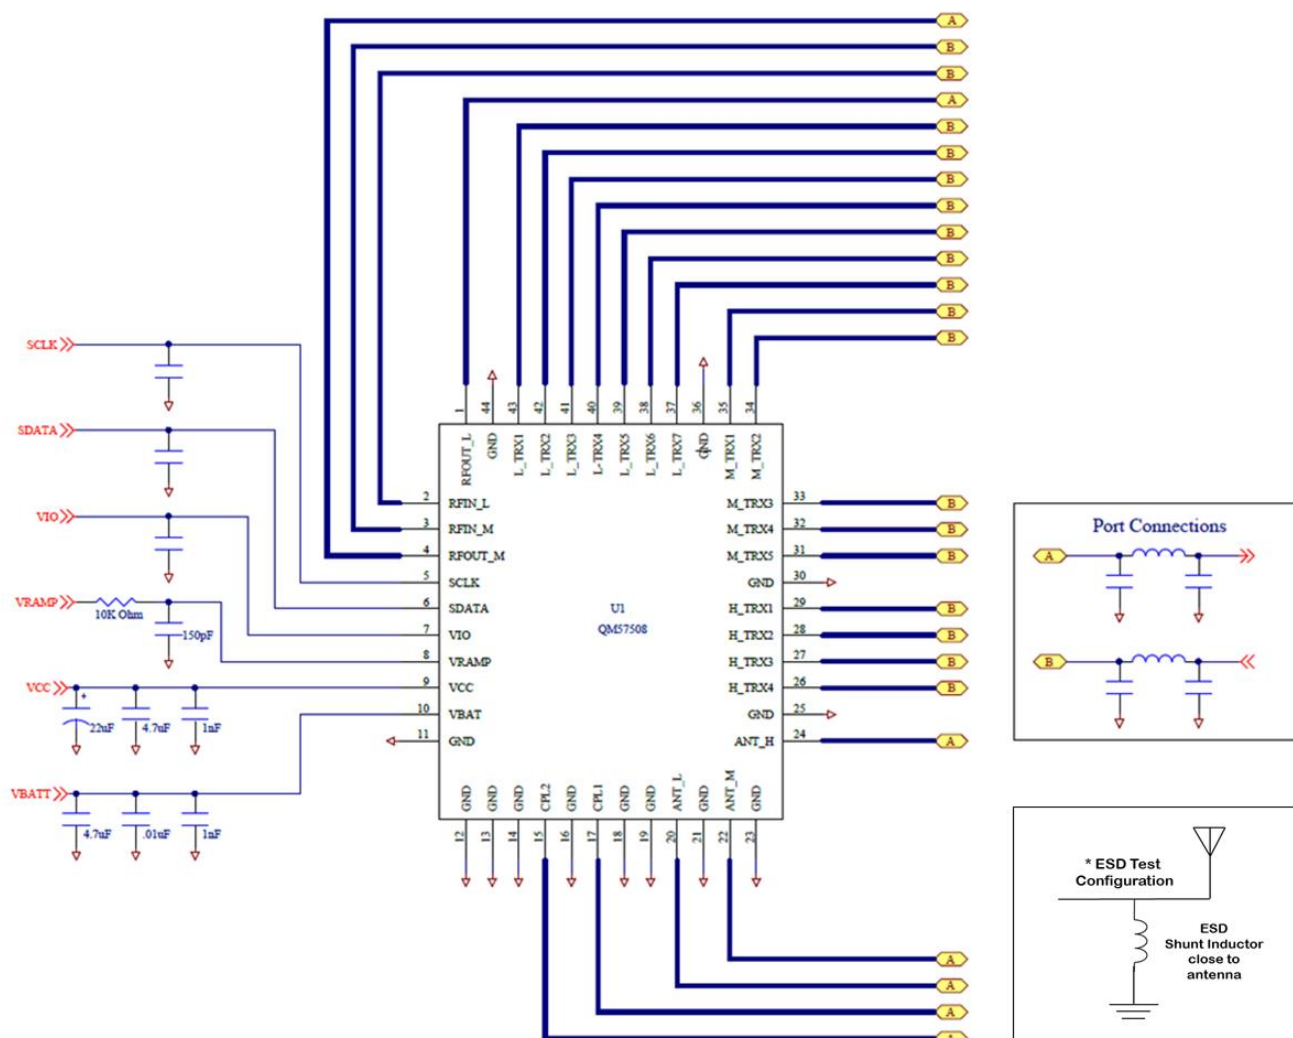 A
B
B
A
B
B
B
B
B
B
B
B
B
SCLK
SDATA
VIO
VRAMP
10K Ohm
150pF
VCC
+
22uF
4.7uF
1nF
VBATT
4.7uF
.01uF
1nF
1
44
43
42
41
40
39
38
37
36
35
34
RFOUT_L
GND
L_TRX1
L_TRX2
L_TRX3
L-TRX4
L_TRX5
L_TRX6
L_TRX7
GND
M_TRX1
M_TRX2
2 RFIN_L
3 RFIN_M
4 RFOUT_M
5 SCLK
6 SDATA
7 VIO
8 VRAMP
9 VCC
10 VBAT
11 GND
U1
QM57508
M_TRX3 33 B
M_TRX4 32 B
M_TRX5 31 B
GND 30
H_TRX1 29 B
H_TRX2 28 B
H_TRX3 27 B
H_TRX4 26 B
GND 25
ANT_H 24 A
GND
GND
GND
CPL2
GND
CPL1
GND
GND
ANT_L
GND
ANT_M
GND
12
13
14
15
16
17
18
19
20
21
22
23
A
A
A
A
Port Connections
A
B
* ESD Test
Configuration
ESD
Shunt Inductor
close to
antenna